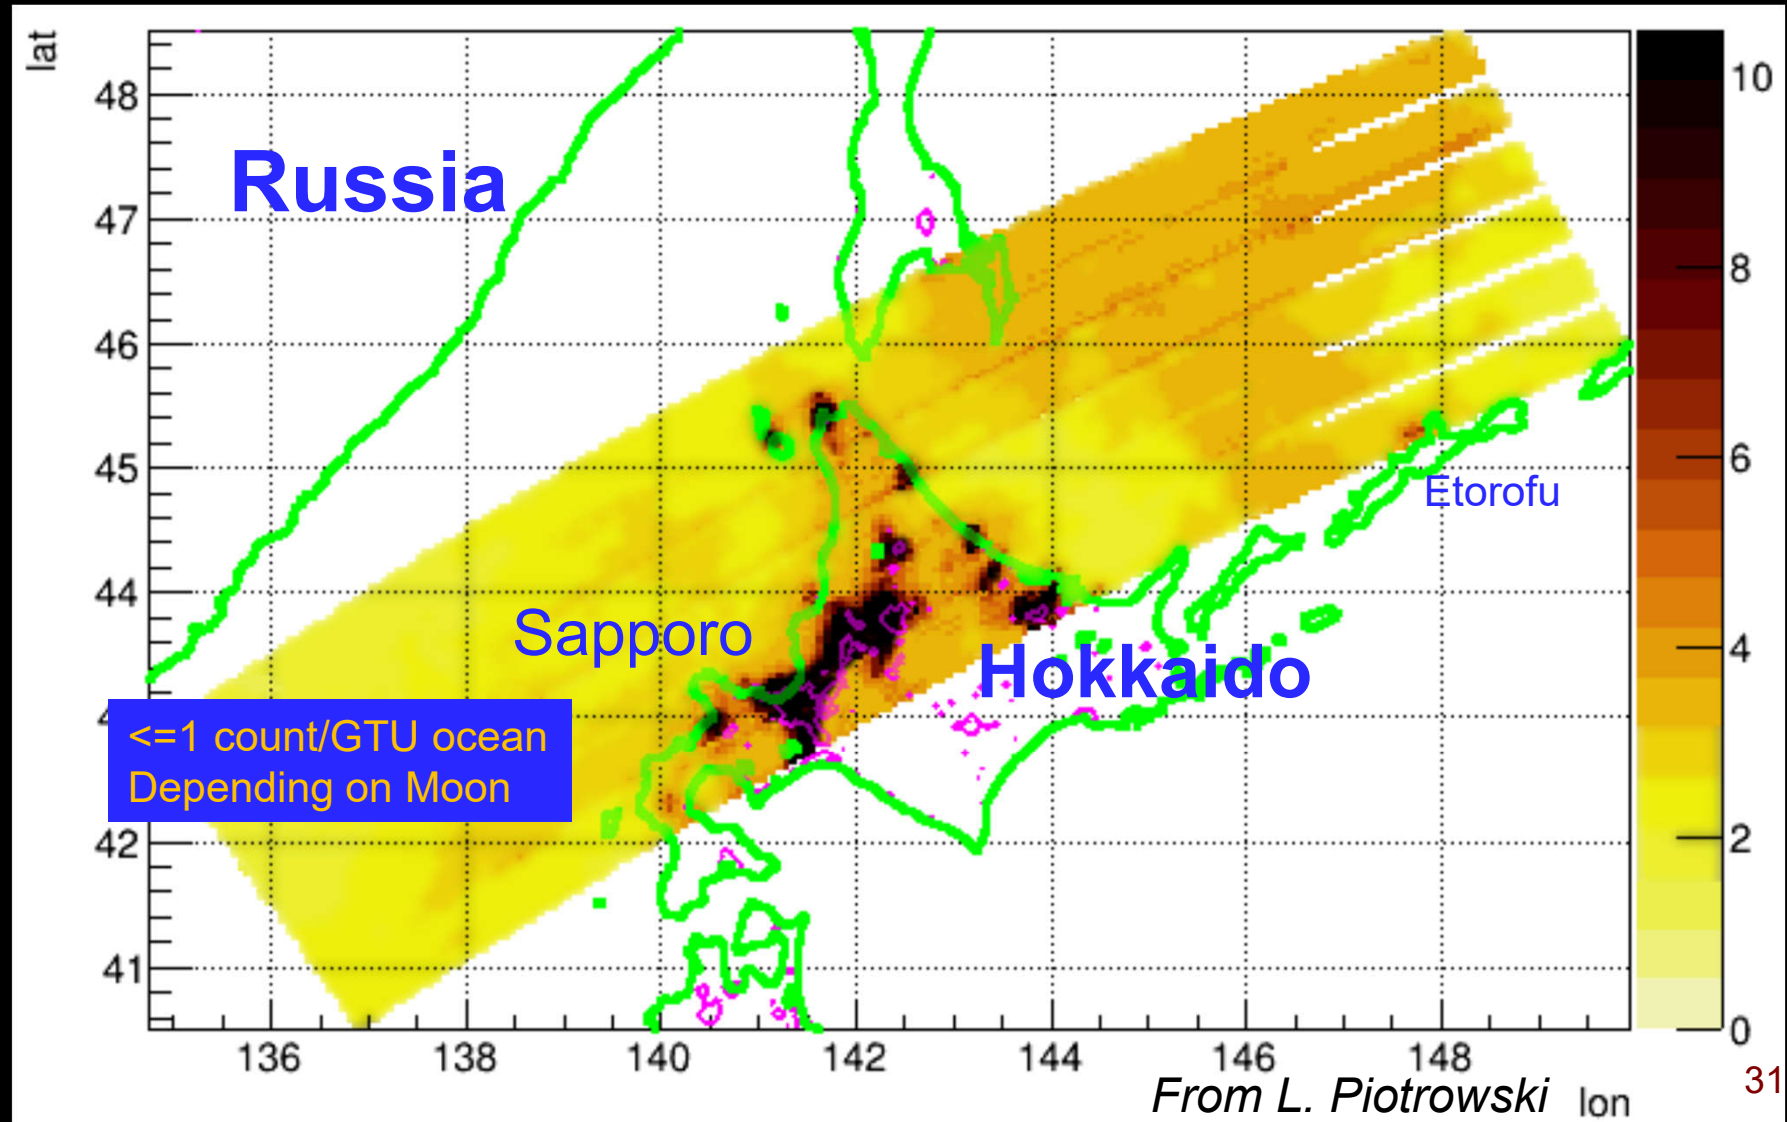 lat
48
47
46
45
44
42
41
Russia
Sapporo
Hokkaido
Etorofu
<=1 count/GTU ocean
Depending on Moon
10
8
6
4
2
0
136 138 140 142 144 146 148
From L. Piotrowski
lon
31